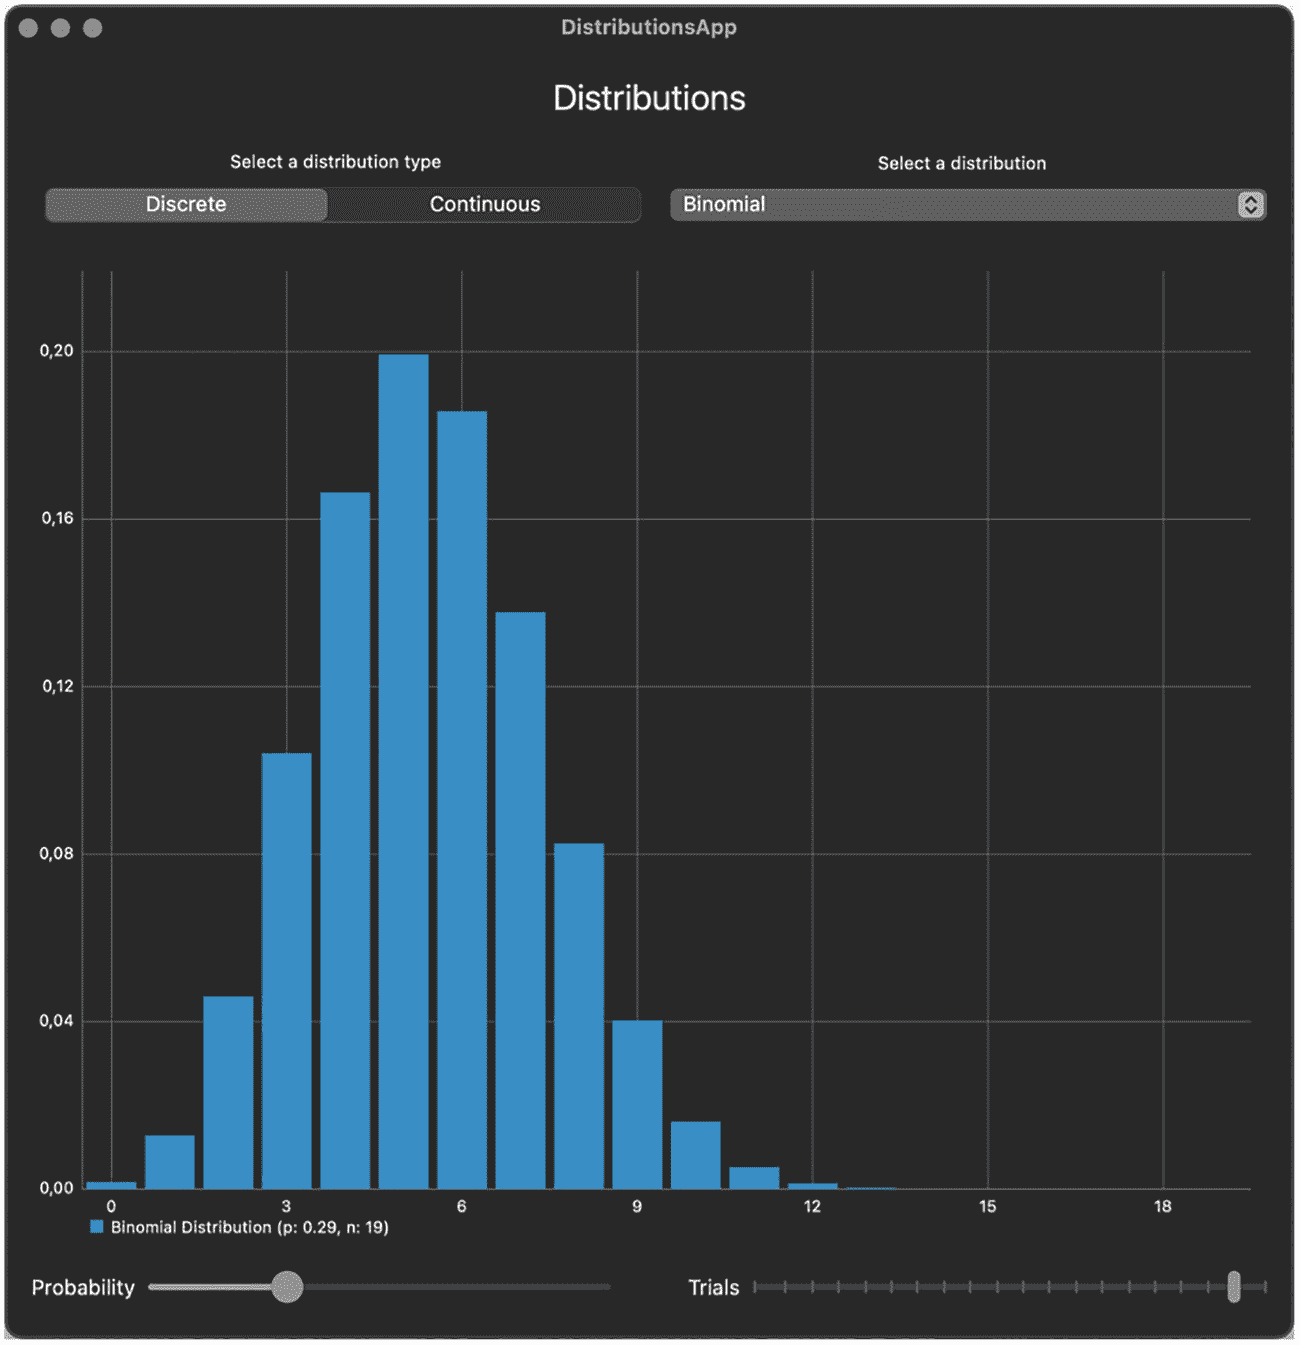 DistributionsApp
Distributions
Select a distribution type
Select a distribution
Discrete
Continuous
Binomial
0,20
0,16
0,12
0,08
0,04
0,00
0 3 6 9 12 15 18
Binomial Distribution (p: 0.29, n: 19)
Probability
Trials